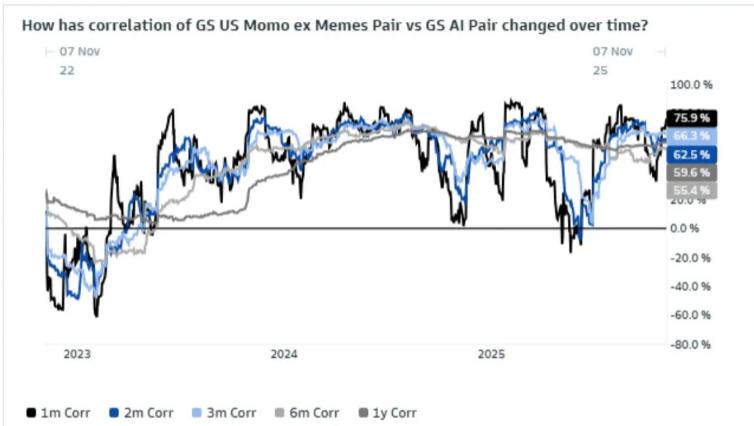 How has correlation of GS US Momo ex Memes Pair vs GS AI Pair changed over time?
07 Nov 22
07 Nov 25
100.0 %
75.9 %
66.3 %
62.5 %
59.6 %
55.4 %
20.0 %
0.0 %
-20.0 %
-40.0 %
-60.0 %
-80.0 %
2023 2024 2025
1m Corr 2m Corr 3m Corr 6m Corr 1y Corr